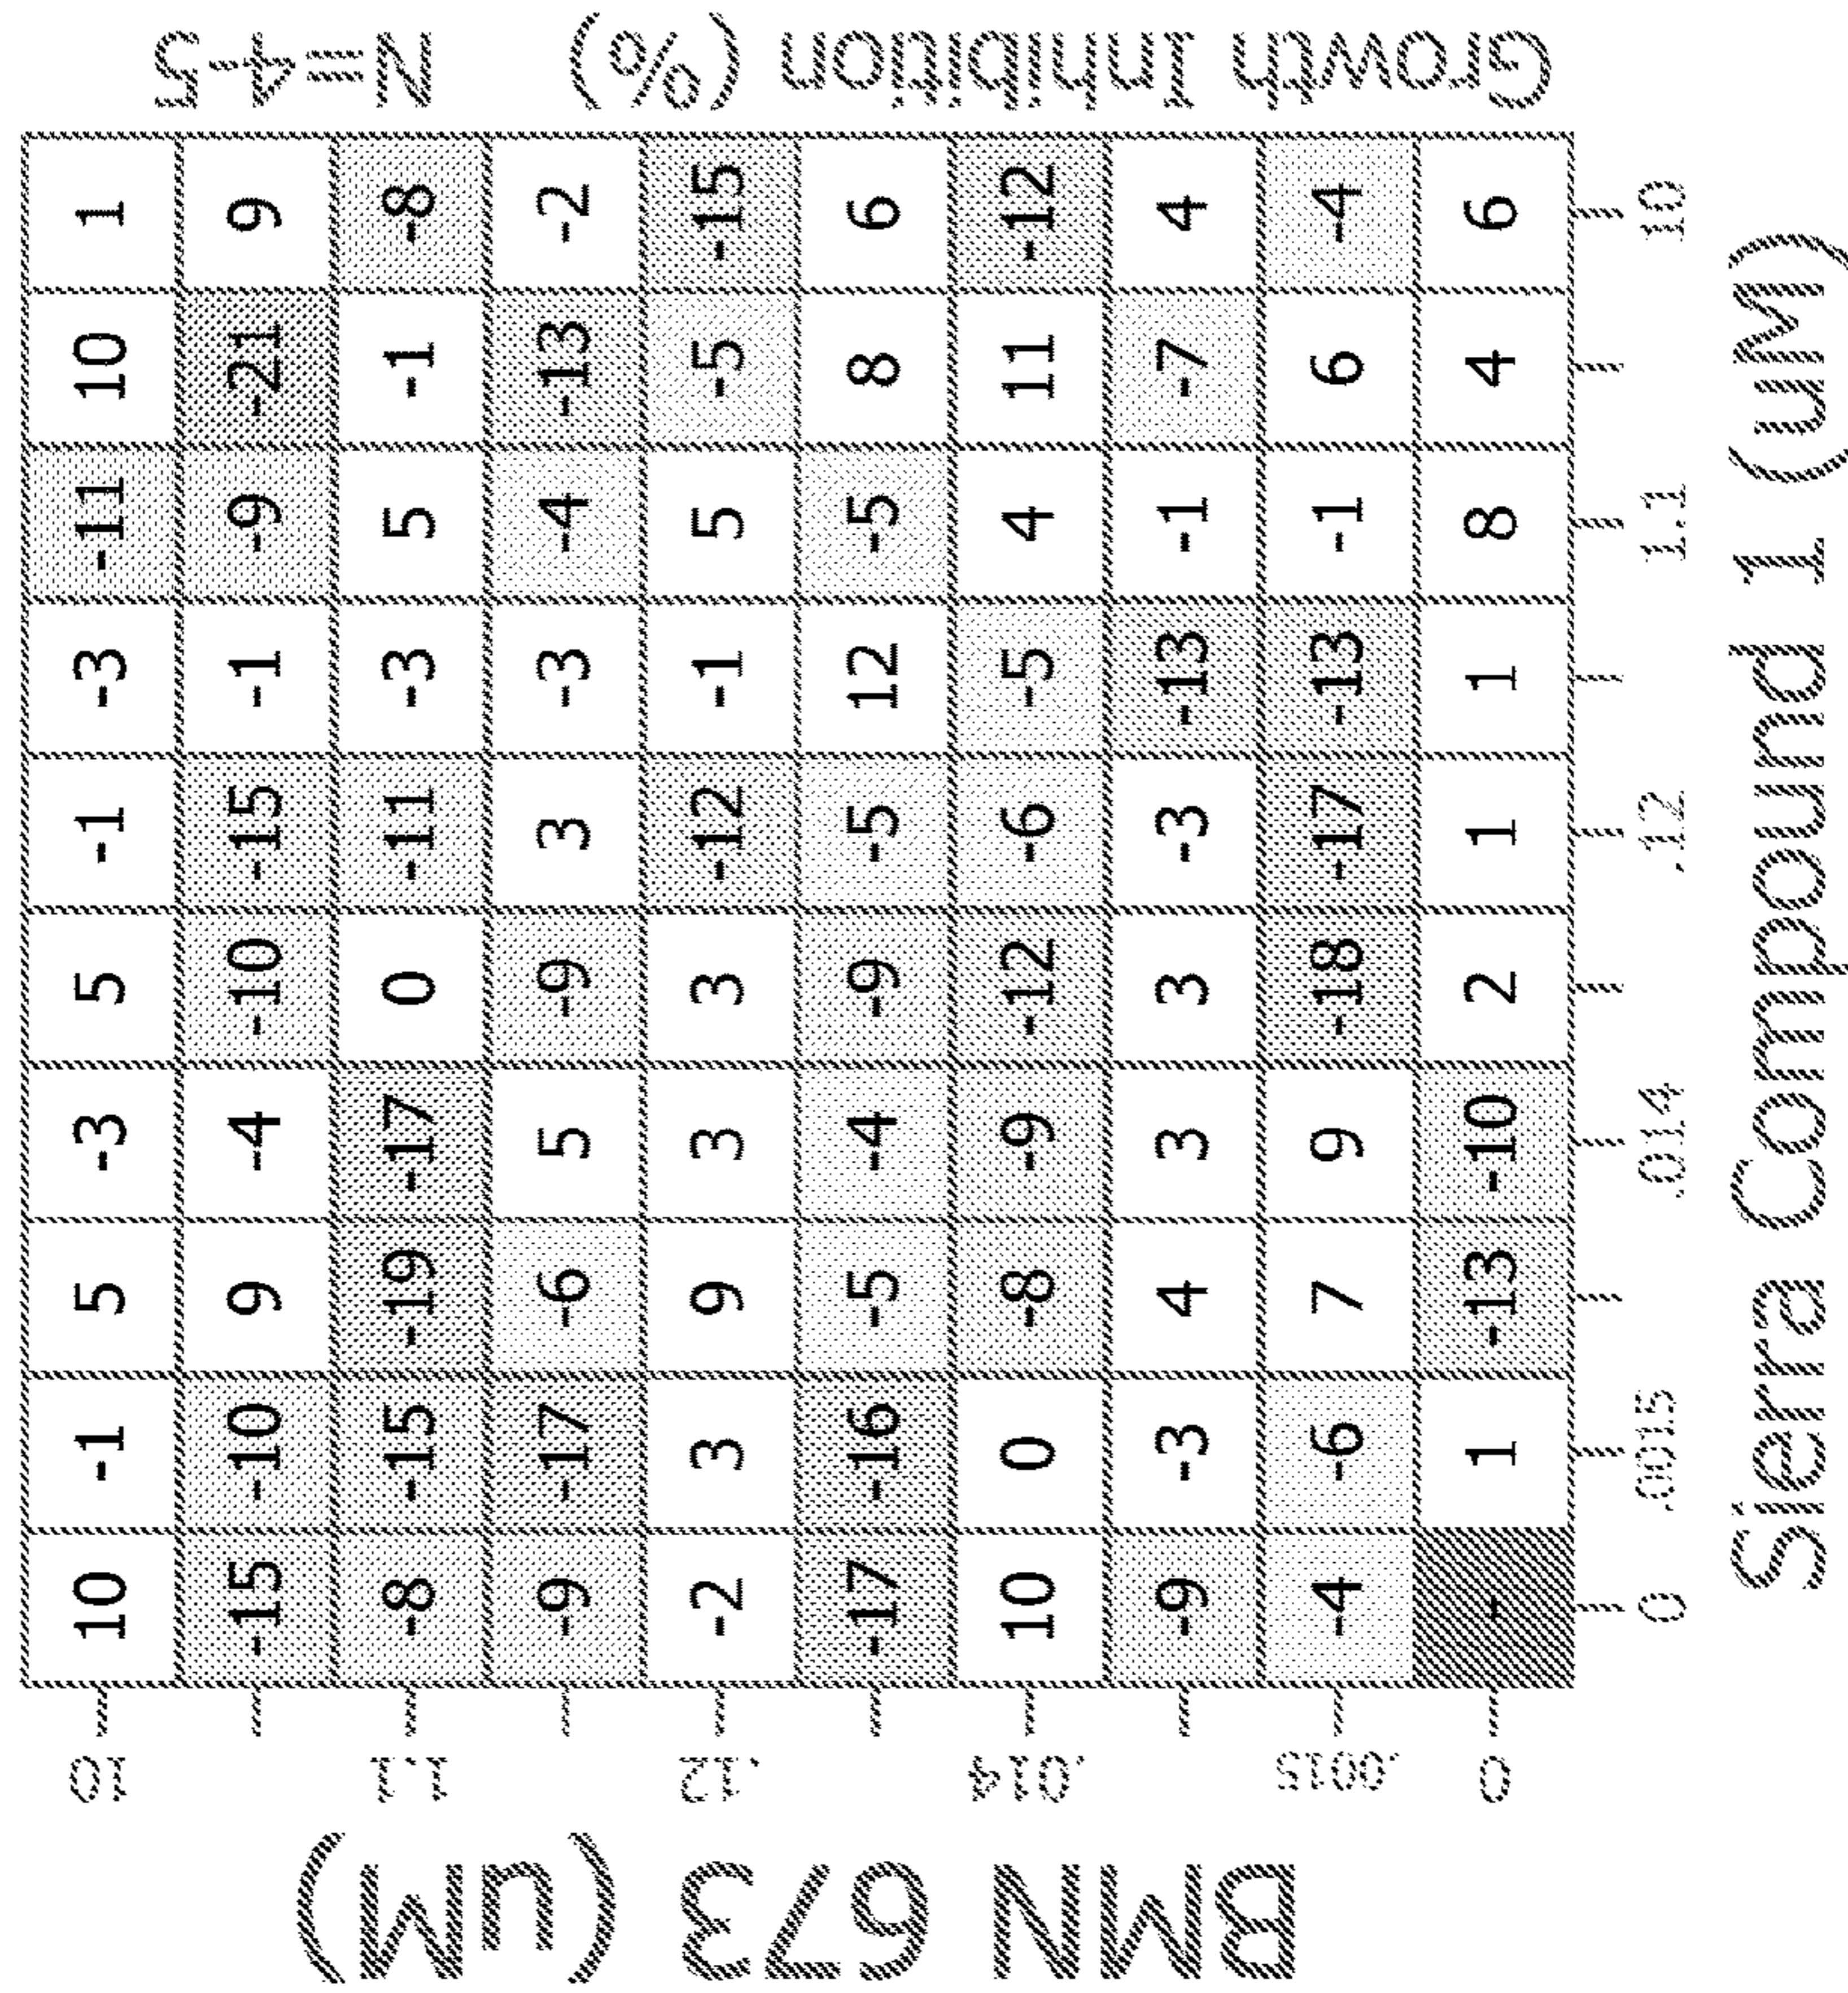 N=4-5
Growth Inhibition (%)
BMN 673 (uM)
10 10 -1 5 -3 5 -1 -3 -11 10 1
-15 -10 9 -4 -10 -15 -1 -9 -21 9
1.1 -8 -15 -19 -17 0 -11 -3 5 -1 -8
-9 -17 -6 5 -9 3 -3 -4 -13 -2
.12 -2 3 9 3 3 -12 -1 5 -5 -15
-17 -16 -5 -4 -9 -5 12 -5 8 6
.014 10 0 -8 -9 -12 -6 -5 4 11 -12
-9 -3 4 3 3 -3 -13 -1 -7 4
.0015 -4 -6 7 9 -18 -17 -13 -1 6 -4
0 - 1 -13 -10 2 1 1 8 4 6
0 .0015 .014 .12 1.1 10
Sierra Compound 1 (uM)